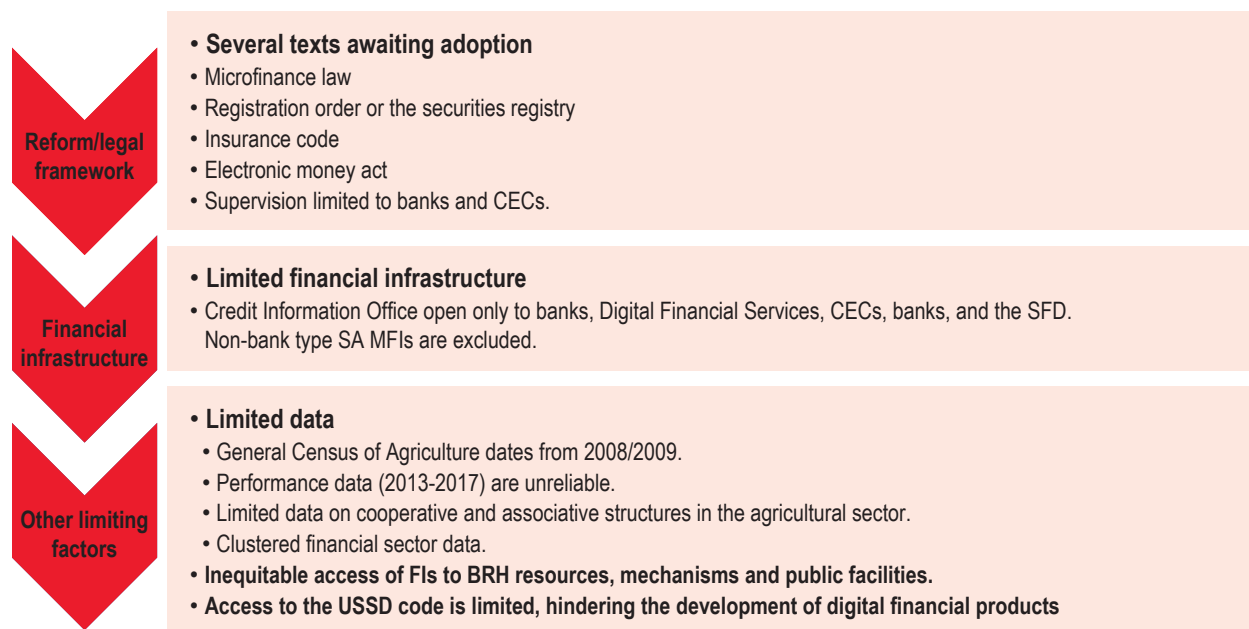 Reform/legal
framework
• Several texts awaiting adoption
• Microfinance law
• Registration order or the securities registry
• Insurance code
• Electronic money act
• Supervision limited to banks and CECs.
Financial
infrastructure
• Limited financial infrastructure
• Credit Information Office open only to banks, Digital Financial Services, CECs, banks, and the SFD.
Non-bank type SA MFIs are excluded.
Other limiting
factors
• Limited data
• General Census of Agriculture dates from 2008/2009.
• Performance data (2013-2017) are unreliable.
• Limited data on cooperative and associative structures in the agricultural sector.
• Clustered financial sector data.
• Inequitable access of FIs to BRH resources, mechanisms and public facilities.
• Access to the USSD code is limited, hindering the development of digital financial products